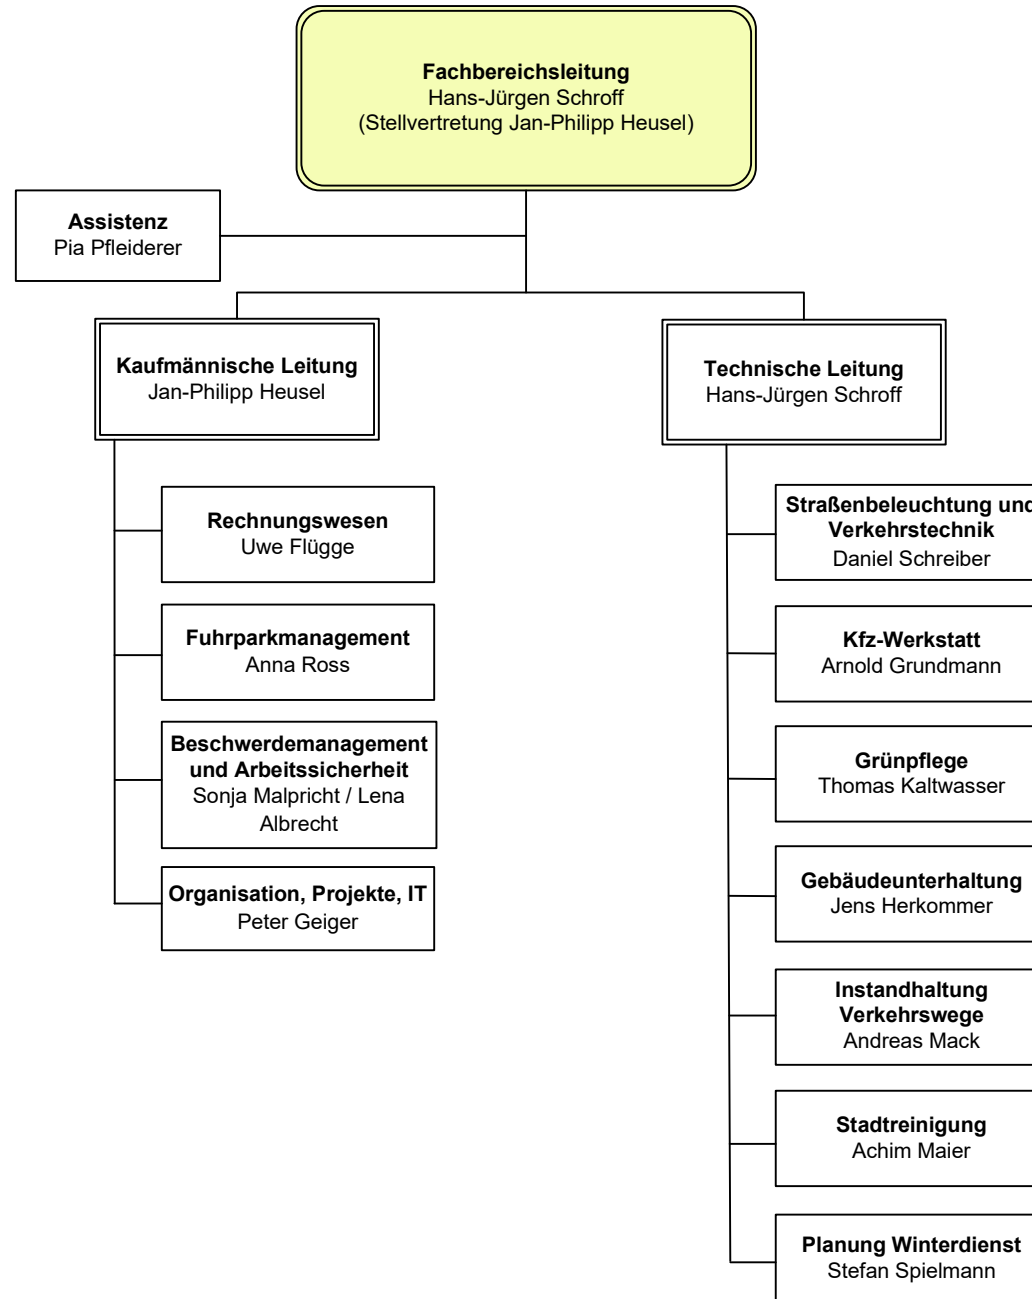 Fachbereichsleitung
Hans-Jürgen Schroff
(Stellvertretung Jan-Philipp Heusel)
Assistenz
Pia Pfleiderer
Kaufmännische Leitung
Jan-Philipp Heusel
Rechnungswesen
Uwe Flügge
Fuhrparkmanagement
Anna Ross
Beschwerdemanagement
und Arbeitssicherheit
Sonja Malpricht / Lena
Albrecht
Organisation, Projekte, IT
Peter Geiger
Technische Leitung
Hans-Jürgen Schroff
Straßenbeleuchtung und
Verkehrstechnik
Daniel Schreiber
Kfz-Werkstatt
Arnold Grundmann
Grünpflege
Thomas Kaltwasser
Gebäudeunterhaltung
Jens Herkommer
Instandhaltung
Verkehrswege
Andreas Mack
Stadtreinigung
Achim Maier
Planung Winterdienst
Stefan Spielmann